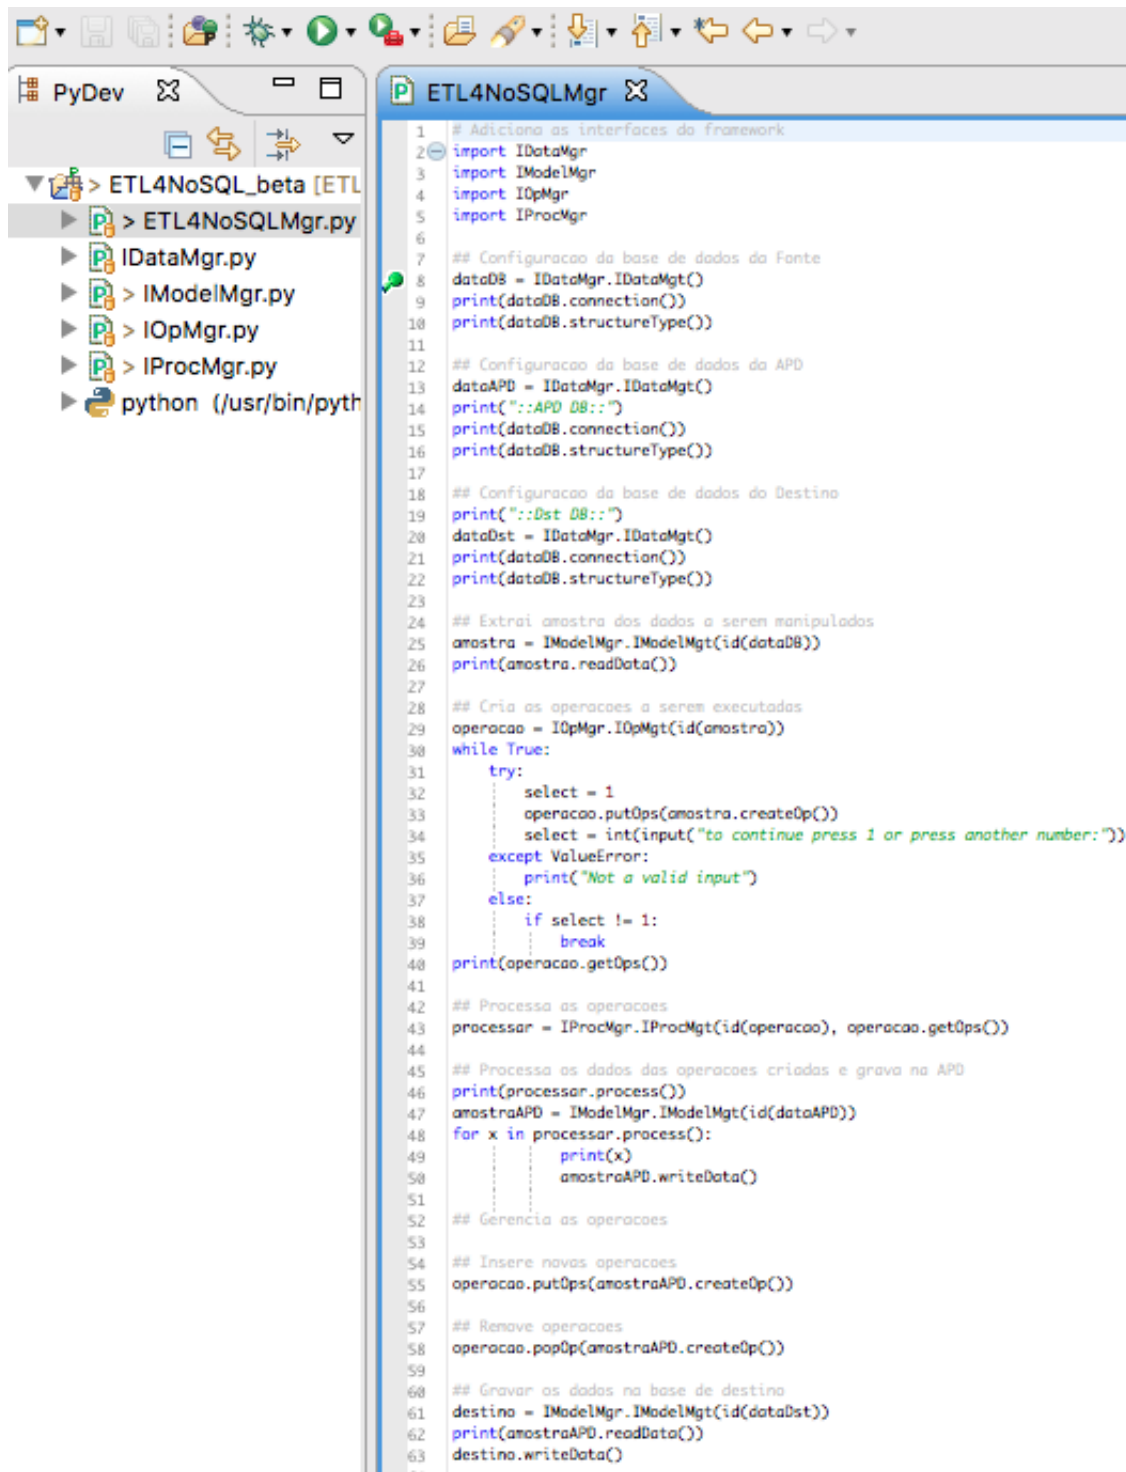 PyDev
ETL4NoSQLMgr
> ETL4NoSQL_beta [ETL
> ETL4NoSQLMgr.py
IDataMgr.py
> IModelMgr.py
> IOpMgr.py
> IProcMgr.py
python (/usr/bin/pyth
1 # Adiciona as interfaces do framework
2 import IDataMgr
3 import IModelMgr
4 import IOpMgr
5 import IProcMgr
6
7 ## Configuracao da base de dados da Fonte
8 dataDB = IDataMgr.IDataMgt()
9 print(dataDB.connection())
10 print(dataDB.structureType())
11
12 ## Configuracao da base de dados da APD
13 dataAPD = IDataMgr.IDataMgt()
14 print("::APD DB::")
15 print(dataDB.connection())
16 print(dataDB.structureType())
17
18 ## Configuracao da base de dados do Destino
19 print("::Dst DB::")
20 dataDst = IDataMgr.IDataMgt()
21 print(dataDB.connection())
22 print(dataDB.structureType())
23
24 ## Extrai amostra dos dados a serem manipulados
25 amostra = IModelMgr.IModelMgt(id(dataDB))
26 print(amostra.readData())
27
28 ## Cria as operacoes a serem executadas
29 operacao = IOpMgr.IOpMgt(id(amostra))
30 while True:
31 try:
32 select = 1
33 operacao.putOps(amostra.createOp())
34 select = int(input("to continue press 1 or press another number:"))
35 except ValueError:
36 print("Not a valid input")
37 else:
38 if select != 1:
39 break
40 print(operacao.getOps())
41
42 ## Processa as operacoes
43 processar = IProcMgr.IProcMgt(id(operacao), operacao.getOps())
44
45 ## Processa os dados das operacoes criadas e grava na APD
46 print(processar.process())
47 amostraAPD = IModelMgr.IModelMgt(id(dataAPD))
48 for x in processar.process():
49 print(x)
50 amostraAPD.writeData()
51
52 ## Gerencia as operacoes
53
54 ## Insere novas operacoes
55 operacao.putOps(amostraAPD.createOp())
56
57 ## Remove operacoes
58 operacao.popOp(amostraAPD.createOp())
59
60 ## Gravar os dados na base de destino
61 destino = IModelMgr.IModelMgt(id(dataDst))
62 print(amostraAPD.readData())
63 destino.writeData()